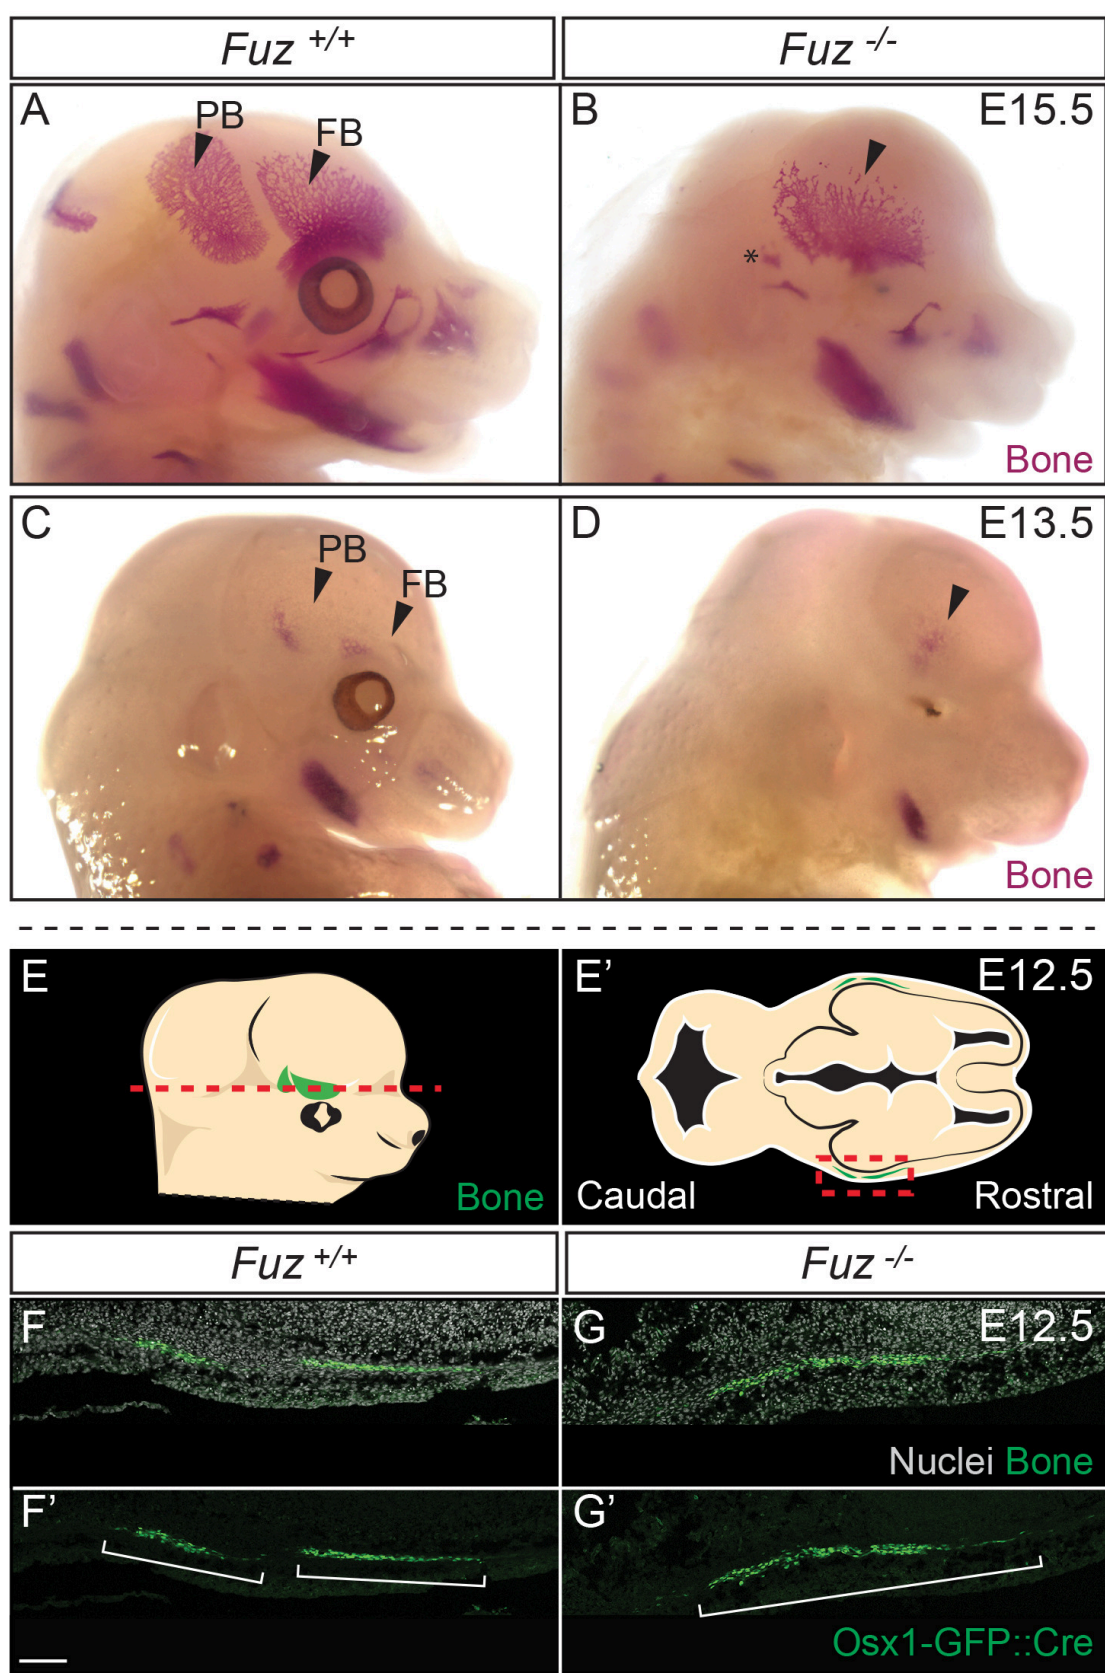 Fuz +/+
Fuz -/-
A
PB
FB
B
E15.5
*
Bone
C
PB
FB
D
E13.5
Bone
E
Bone
E’
E12.5
Caudal
Rostral
Fuz +/+
Fuz -/-
F
G
E12.5
Nuclei Bone
F’
G’
Osx1-GFP::Cre